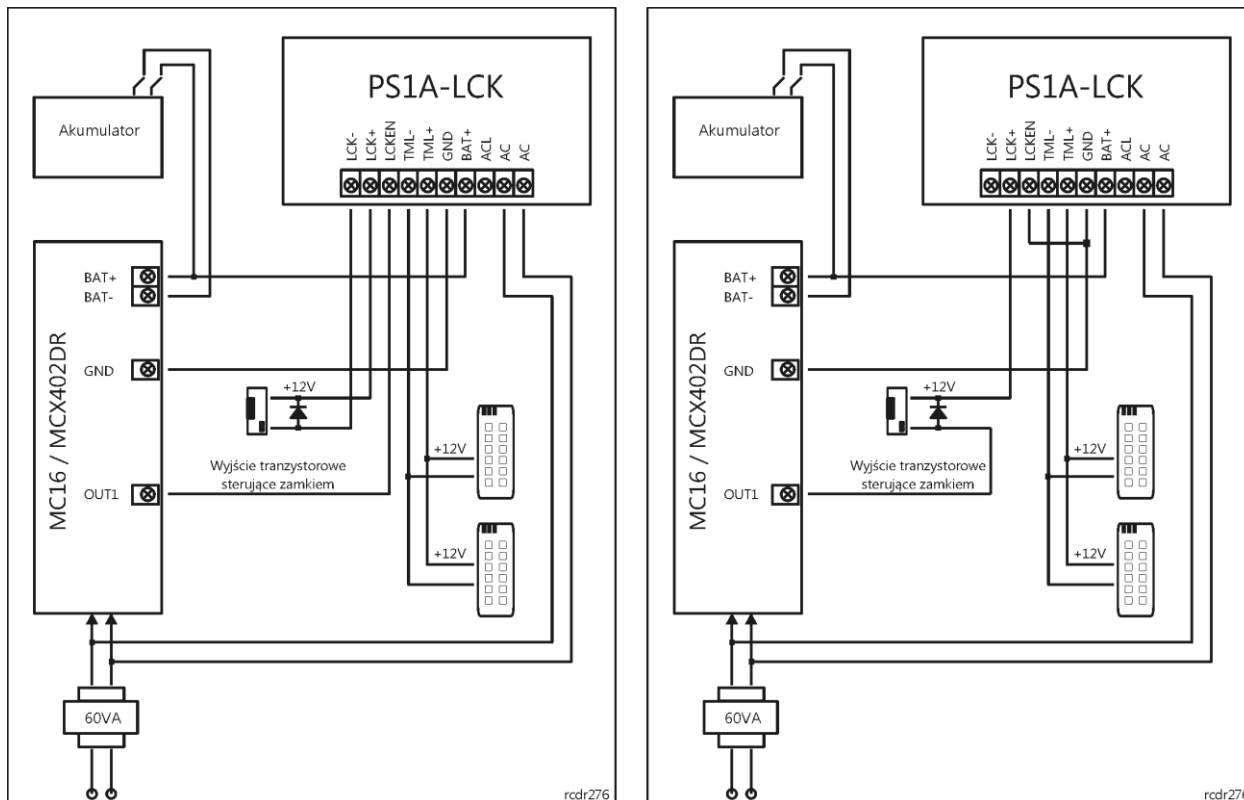 PS1A-LCK
Akumulator
LCK-
LCK+
LCKEN
TML-
TML+
GND
BAT+
ACL
AC
AC
BAT+
BAT-
GND
OUT1
MC16 / MCX402DR
+12V
Wyjście tranzystorowe
sterujące zamkiem
+12V
+12V
60VA
rcdr276
PS1A-LCK
Akumulator
LCK-
LCK+
LCKEN
TML-
TML+
GND
BAT+
ACL
AC
AC
BAT+
BAT-
GND
OUT1
MC16 / MCX402DR
+12V
Wyjście tranzystorowe
sterujące zamkiem
+12V
+12V
60VA
rcdr276